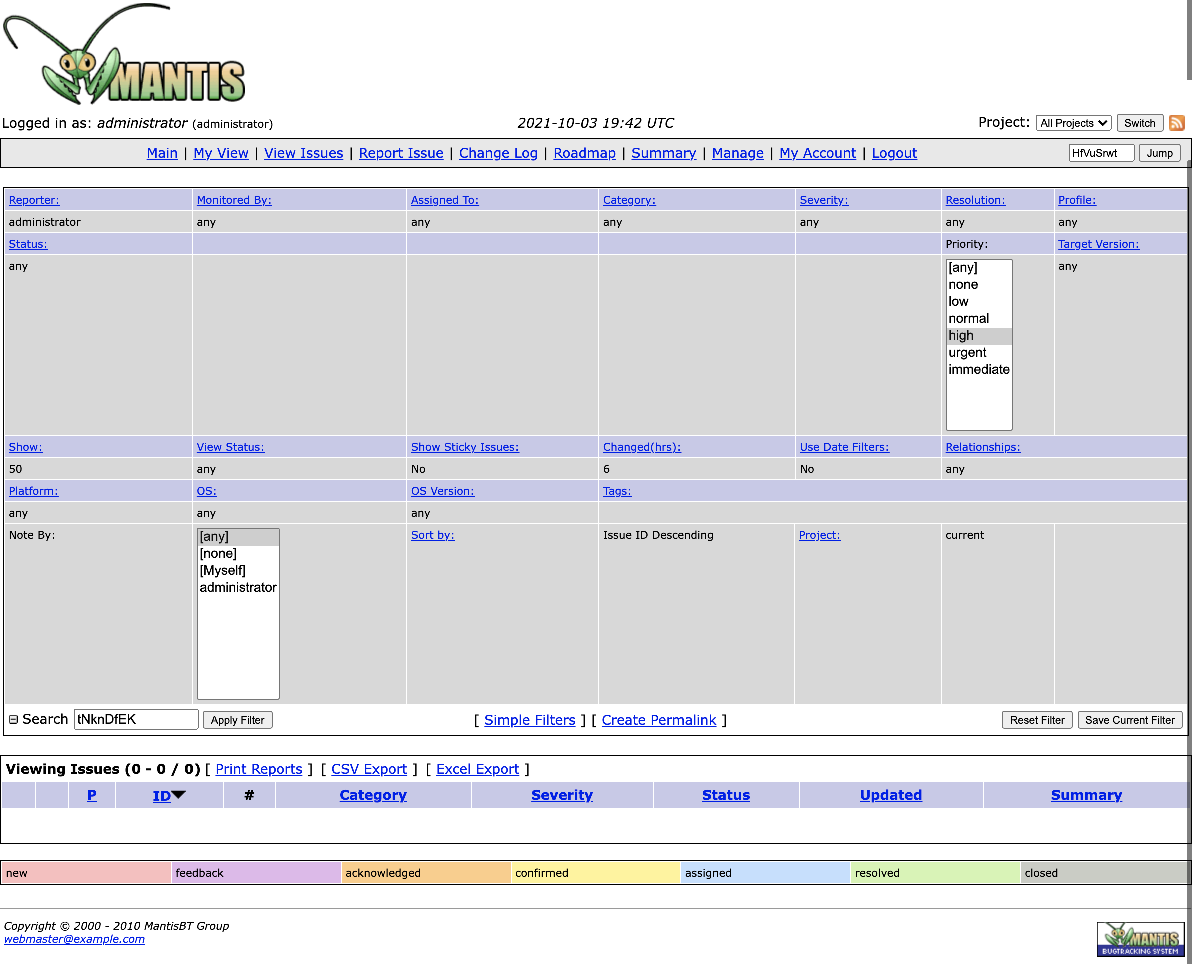 MANTIS
Logged in as: administrator (administrator) 2021-10-03 19:42 UTC Project: All Projects Switch
Main | My View | View Issues | Report Issue | Change Log | Roadmap | Summary | Manage | My Account | Logout HfVuSrwt Jump
Reporter: Monitored By: Assigned To: Category: Severity: Resolution: Profile:
administrator any any any any any any
Status: Priority: Target Version:
any [any] any
none
low
normal
high
urgent
immediate
Show: View Status: Show Sticky Issues: Changed(hrs): Use Date Filters: Relationships:
50 any No 6 No any
Platform: OS: OS Version: Tags:
any any any
Note By: [any] Sort by: Issue ID Descending Project: current
[none]
[Myself]
administrator
Search tNknDfEK Apply Filter [ Simple Filters ] [ Create Permalink ] Reset Filter Save Current Filter
Viewing Issues (0 - 0 / 0) [ Print Reports ] [ CSV Export ] [ Excel Export ]
P ID # Category Severity Status Updated Summary
new feedback acknowledged confirmed assigned resolved closed
Copyright © 2000 - 2010 MantisBT Group
webmaster@example.com
MANTIS
BUGTRACKING SYSTEM